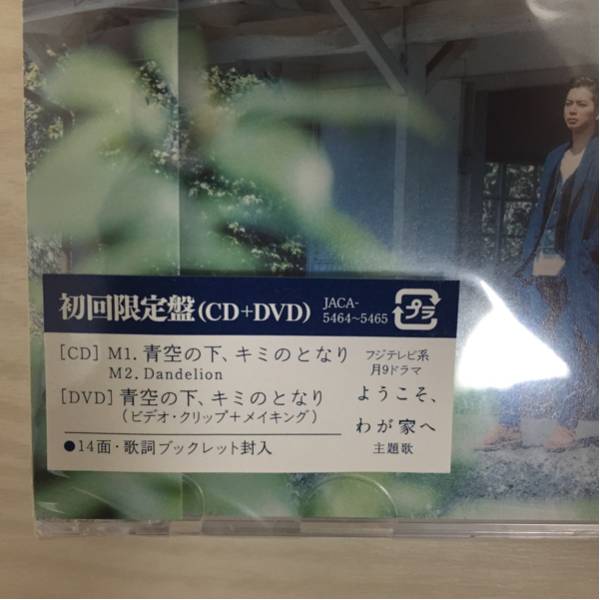 初回限定盤(CD+DVD) JACA-5464~5465 プラ
[CD] M1. 青空の下、キミのとなり
M2. Dandelion
[DVD] 青空の下、キミのとなり
(ビデオ・クリップ+メイキング)
●14面・歌詞ブックレット封入
フジテレビ系
月9ドラマ
ようこそ、
わが家へ
主題歌